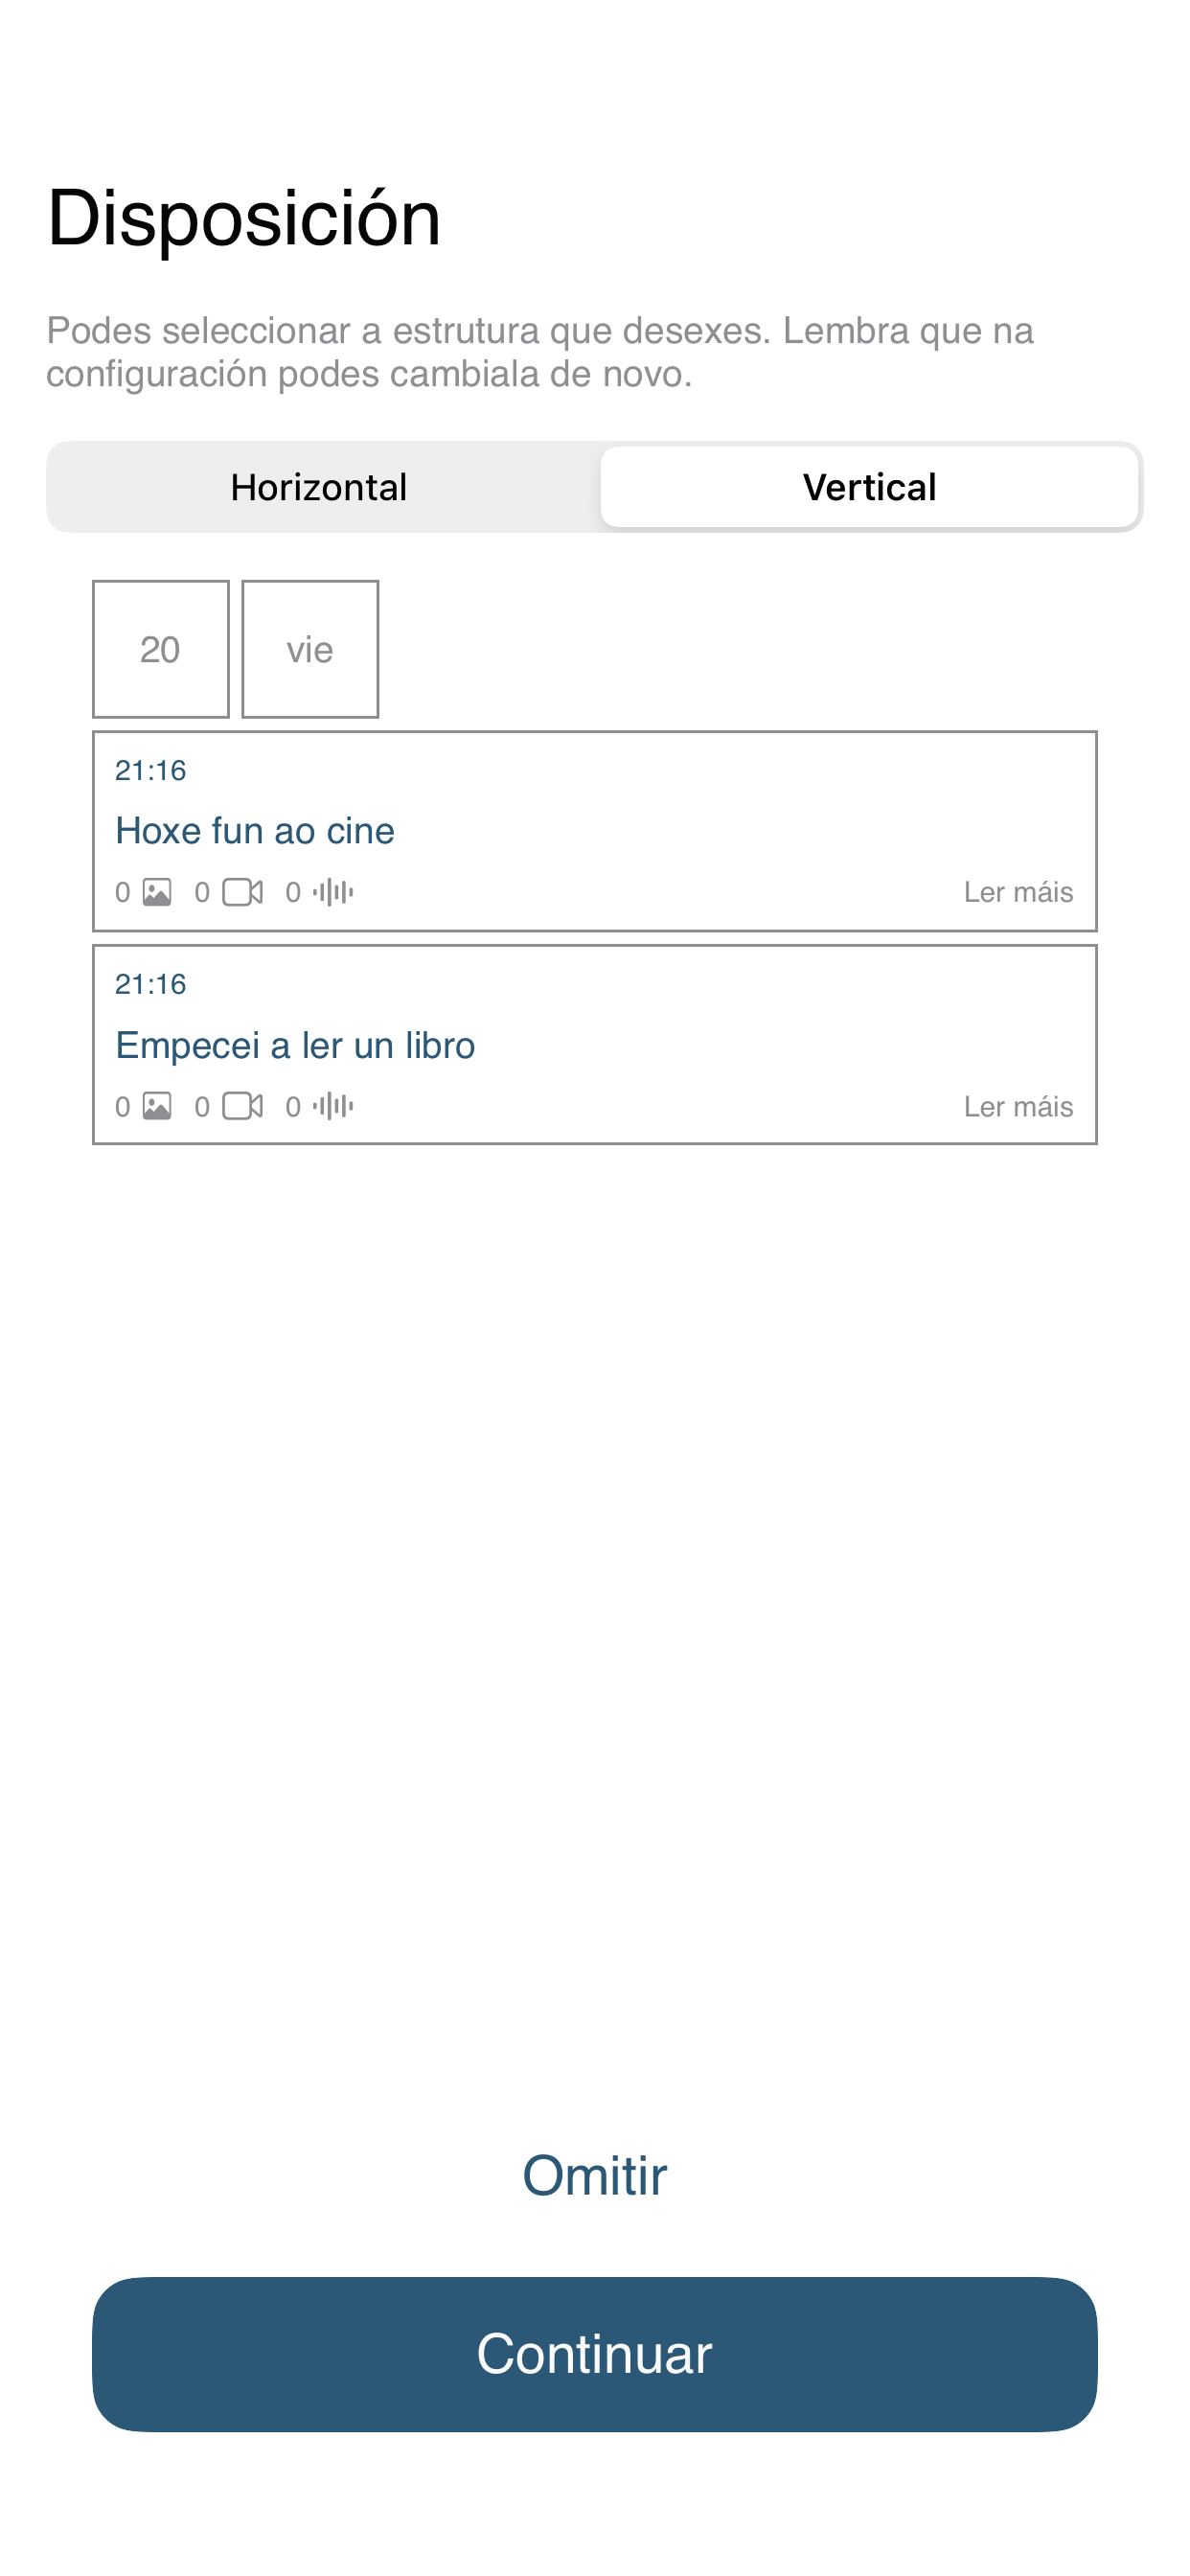 Disposición
Podes seleccionar a estrutura que desexes. Lembra que na
configuración podes cambiala de novo.
Horizontal Vertical
20 vie
21:16
Hoxe fun ao cine
0 0 0 Ler máis
21:16
Empecei a ler un libro
0 0 0 Ler máis
Omitir
Continuar